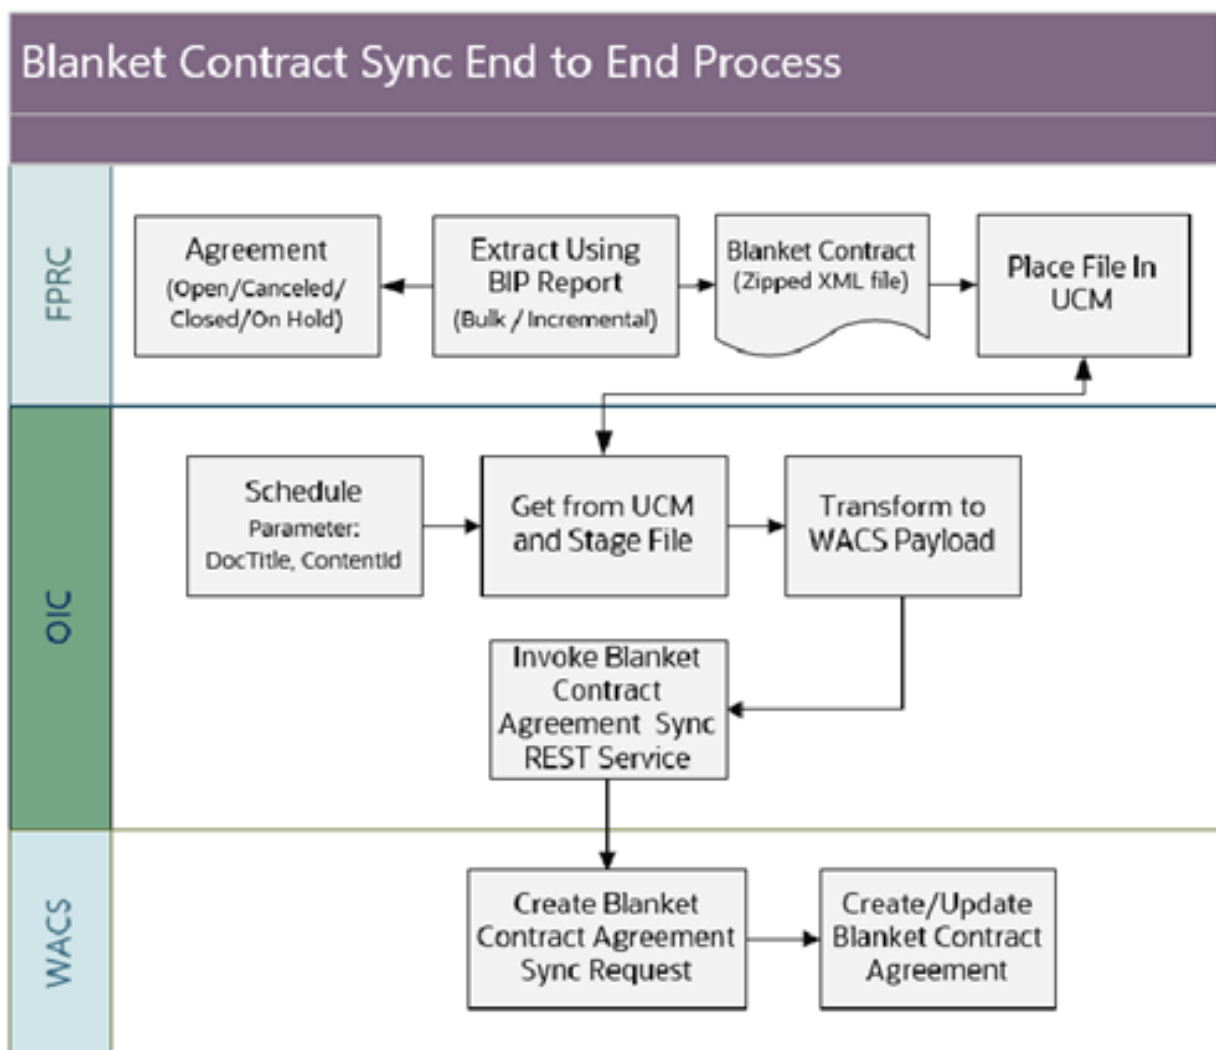 Blanket Contract Sync End to End Process
FPRC
Agreement
(Open/Canceled/
Closed/On Hold)
Extract Using
BIP Report
(Bulk / Incremental)
Blanket Contract
(Zipped XML file)
Place File In
UCM
OIC
Schedule
Parameter:
DocTitle, ContentId
Get from UCM
and Stage File
Transform to
WACS Payload
Invoke Blanket
Contract
Agreement Sync
REST Service
WACS
Create Blanket
Contract Agreement
Sync Request
Create/Update
Blanket Contract
Agreement